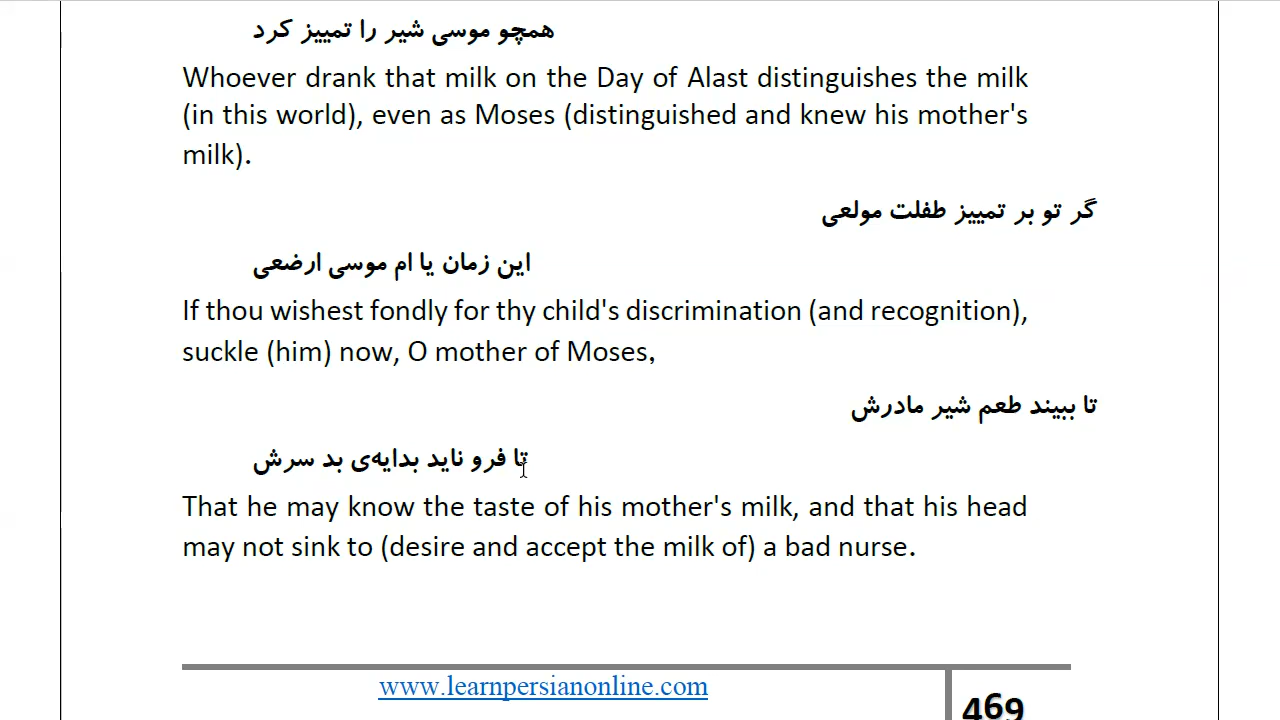 همچو موسی شیر را تمییز کرد
Whoever drank that milk on the Day of Alast distinguishes the milk
(in this world), even as Moses (distinguished and knew his mother's
milk).
گر تو بر تمییز طفلت مولعی
این زمان یا ام موسی ارضعی
If thou wishest fondly for thy child's discrimination (and recognition),
suckle (him) now, O mother of Moses,
تا ببیند طعم شیر مادرش
تا فرو ناید بدایه‌ی بد سرش
That he may know the taste of his mother's milk, and that his head
may not sink to (desire and accept the milk of) a bad nurse.
www.learnpersianonline.com
469